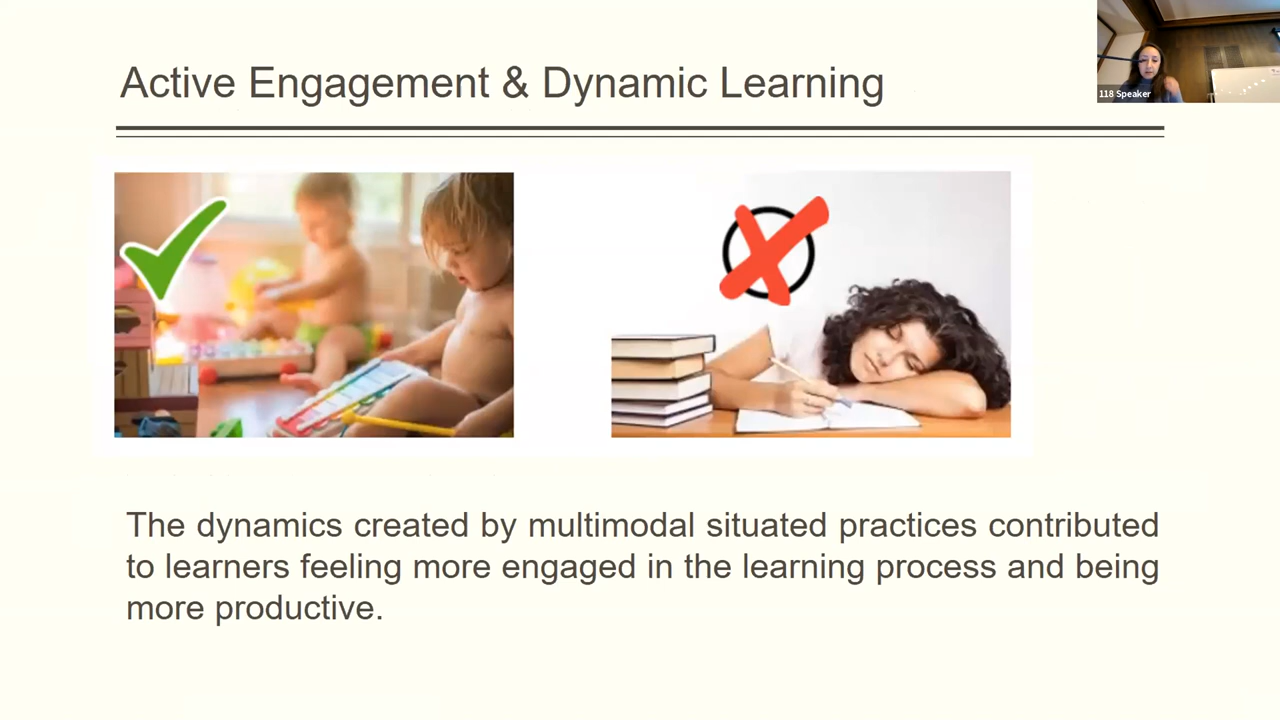 Active Engagement & Dynamic Learning
118 Speaker
The dynamics created by multimodal situated practices contributed
to learners feeling more engaged in the learning process and being
more productive.